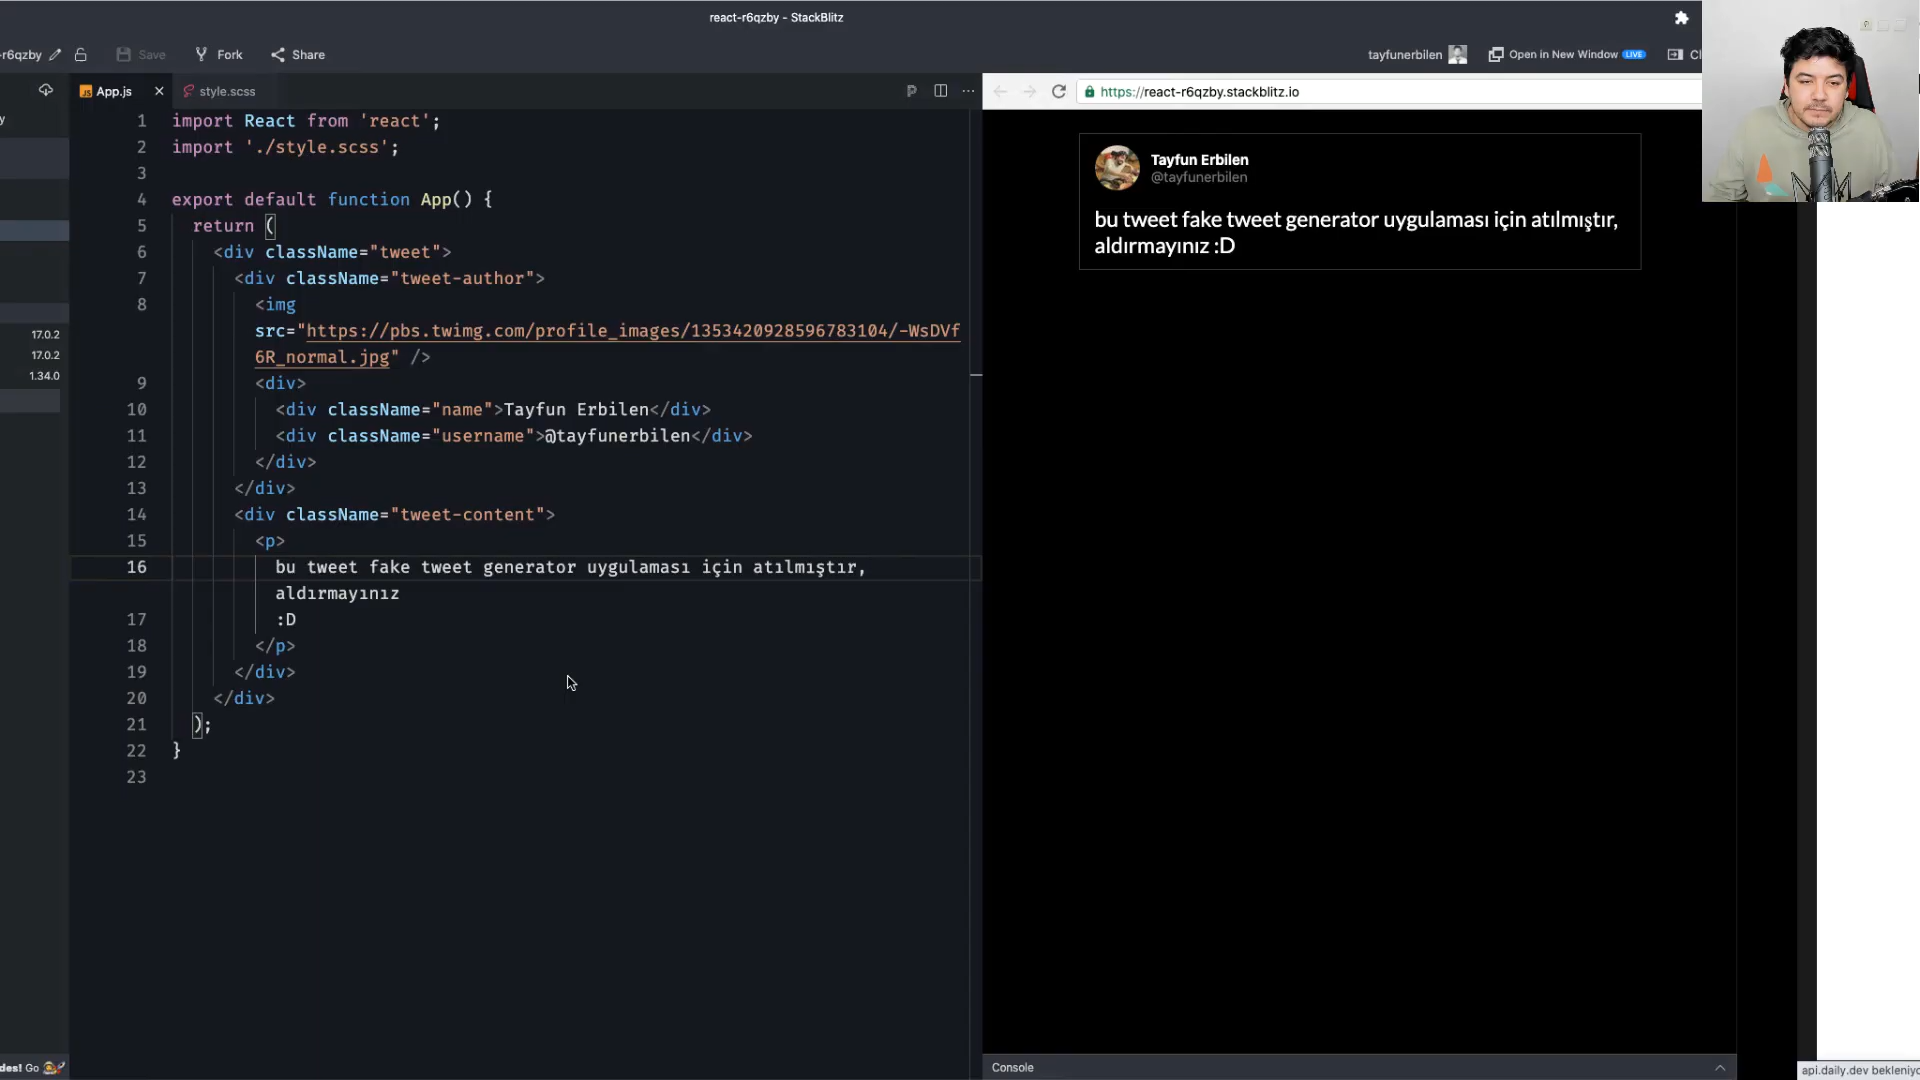 react-r6qzby - StackBlitz
-r6qzby
Save
Fork
Share
tayfunerbilen
Open in New Window
LIVE
Cl
App.js
style.scss
https://react-r6qzby.stackblitz.io
y
17.0.2
17.0.2
1.34.0
1 import React from 'react';
2 import './style.scss';
3
4 export default function App() {
5 return (
6 <div className="tweet">
7 <div className="tweet-author">
8 <img
src="https://pbs.twimg.com/profile_images/1353420928596783104/-WsDVf
6R_normal.jpg" />
9 <div>
10 <div className="name">Tayfun Erbilen</div>
11 <div className="username">@tayfunerbilen</div>
12 </div>
13 </div>
14 <div className="tweet-content">
15 <p>
16 bu tweet fake tweet generator uygulaması için atılmıştır,
aldırmayınız
17 :D
18 </p>
19 </div>
20 </div>
21 );
22 }
23
Tayfun Erbilen
@tayfunerbilen
bu tweet fake tweet generator uygulaması için atılmıştır,
aldırmayınız :D
des! Go
Console
api.daily.dev bekleniyo